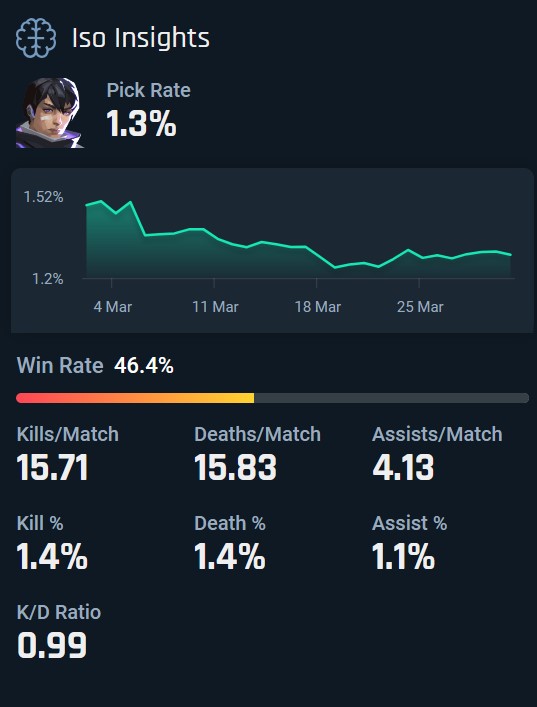 Iso Insights
Pick Rate
1.3%
1.52%
1.2%
4 Mar 11 Mar 18 Mar 25 Mar
Win Rate 46.4%
Kills/Match Deaths/Match Assists/Match
15.71 15.83 4.13
Kill % Death % Assist %
1.4% 1.4% 1.1%
K/D Ratio
0.99